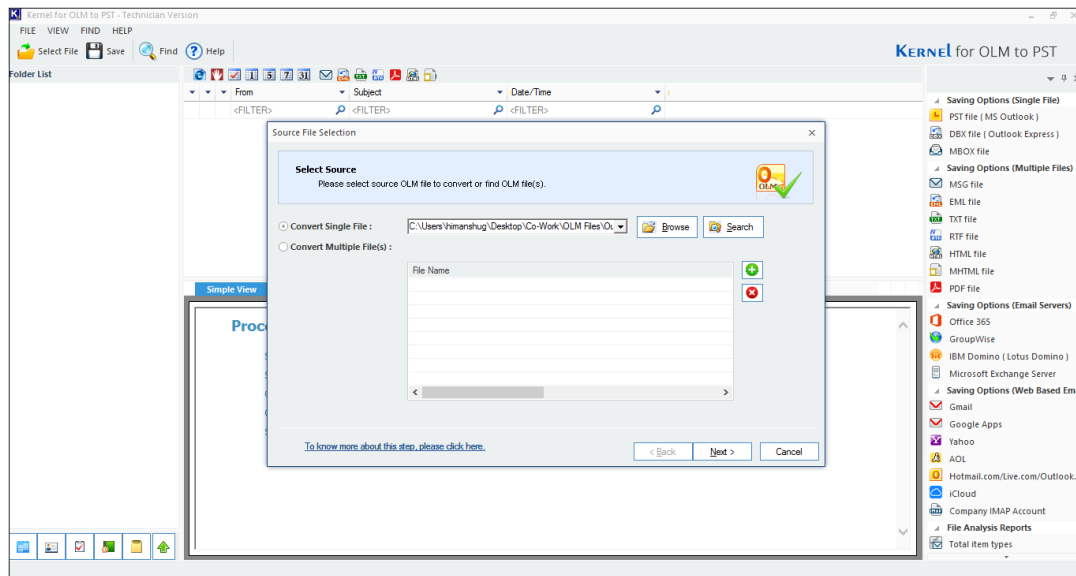 Kernel for OLM to PST - Technician Version
FILE VIEW FIND HELP
Select File Save Find Help
KERNEL for OLM to PST
Folder List
From Subject Date/Time
<FILTER> <FILTER> <FILTER>
Source File Selection
Select Source
Please select source OLM file to convert or find OLM file(s).
OLM
Convert Single File :
C:\Users\himanshug\Desktop\Co-Work\OLM Files\Ou
Browse
Search
Convert Multiple File(s) :
File Name
To know more about this step, please click here.
< Back
Next >
Cancel
Simple View
Proc
Saving Options (Single File)
PST file ( MS Outlook )
DBX file ( Outlook Express )
MBOX file
Saving Options (Multiple Files)
MSG file
EML file
TXT file
RTF file
HTML file
MHTML file
PDF file
Saving Options (Email Servers)
Office 365
GroupWise
IBM Domino ( Lotus Domino )
Microsoft Exchange Server
Saving Options (Web Based Em
Gmail
Google Apps
Yahoo
AOL
Hotmail.com/Live.com/Outlook.
iCloud
Company IMAP Account
File Analysis Reports
Total item types